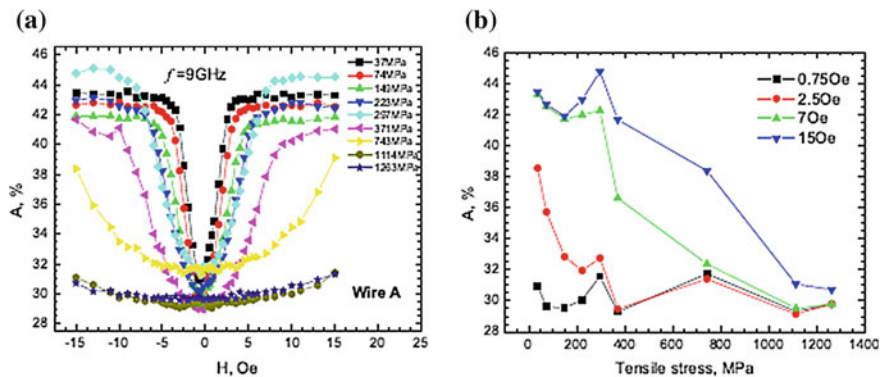 (a)
(b)
A, %
46
44
42
40
38
36
34
32
30
28
f=9GHz
37MPa
74MPa
149MPa
223MPa
297MPa
371MPa
743MPa
1114MPa
1263MPa
Wire A
-15 -10 -5 0 5 10 15 20 25
H, Oe
A, %
46
44
42
40
38
36
34
32
30
28
0.75Oe
2.5Oe
7Oe
15Oe
0 200 400 600 800 1000 1200 1400
Tensile stress, MPa